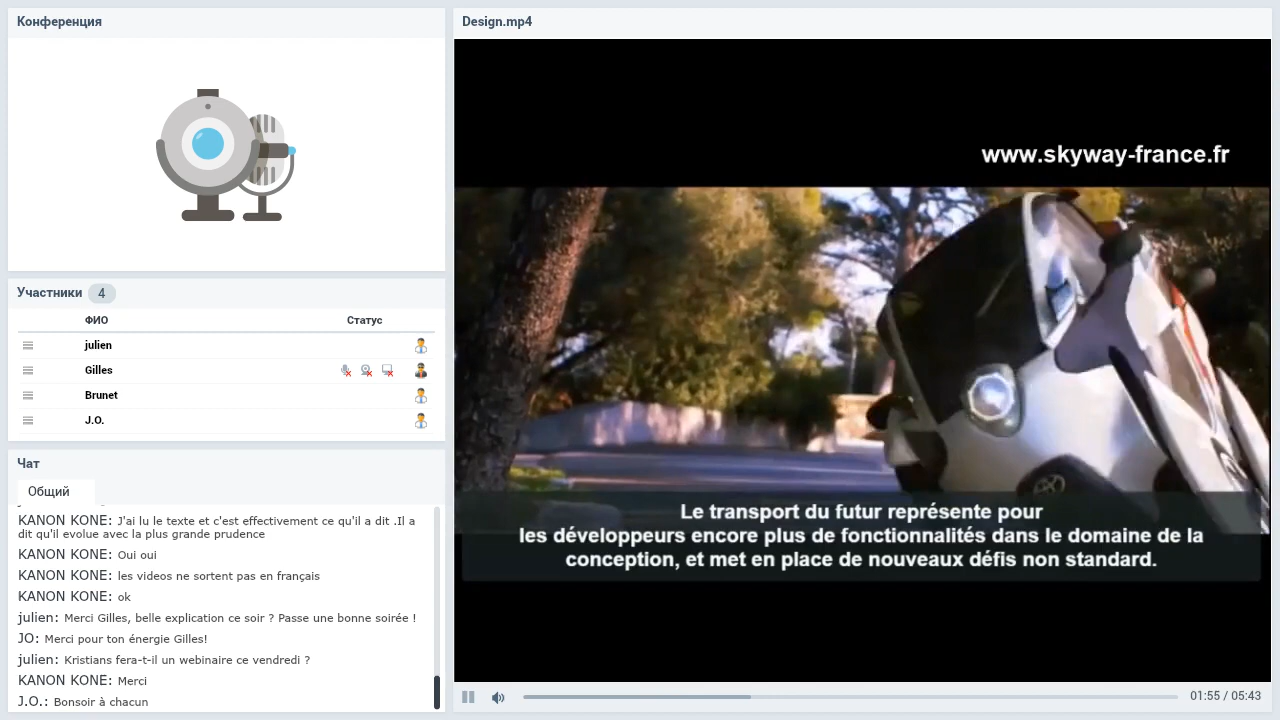 Конференция
Design.mp4
www.skyway-france.fr
Le transport du futur représente pour
les développeurs encore plus de fonctionnalités dans le domaine de la
conception, et met en place de nouveaux défis non standard.
01:55 / 05:43
Участники 4
ФИО Статус
julien
Gilles
Brunet
J.O.
Чат
Общий
KANON KONE: J'ai lu le texte et c'est effectivement ce qu'il a dit .Il a
dit qu'il evolue avec la plus grande prudence
KANON KONE: Oui oui
KANON KONE: les videos ne sortent pas en français
KANON KONE: ok
julien: Merci Gilles, belle explication ce soir ? Passe une bonne soirée !
JO: Merci pour ton énergie Gilles!
julien: Kristians fera-t-il un webinaire ce vendredi ?
KANON KONE: Merci
J.O.: Bonsoir à chacun